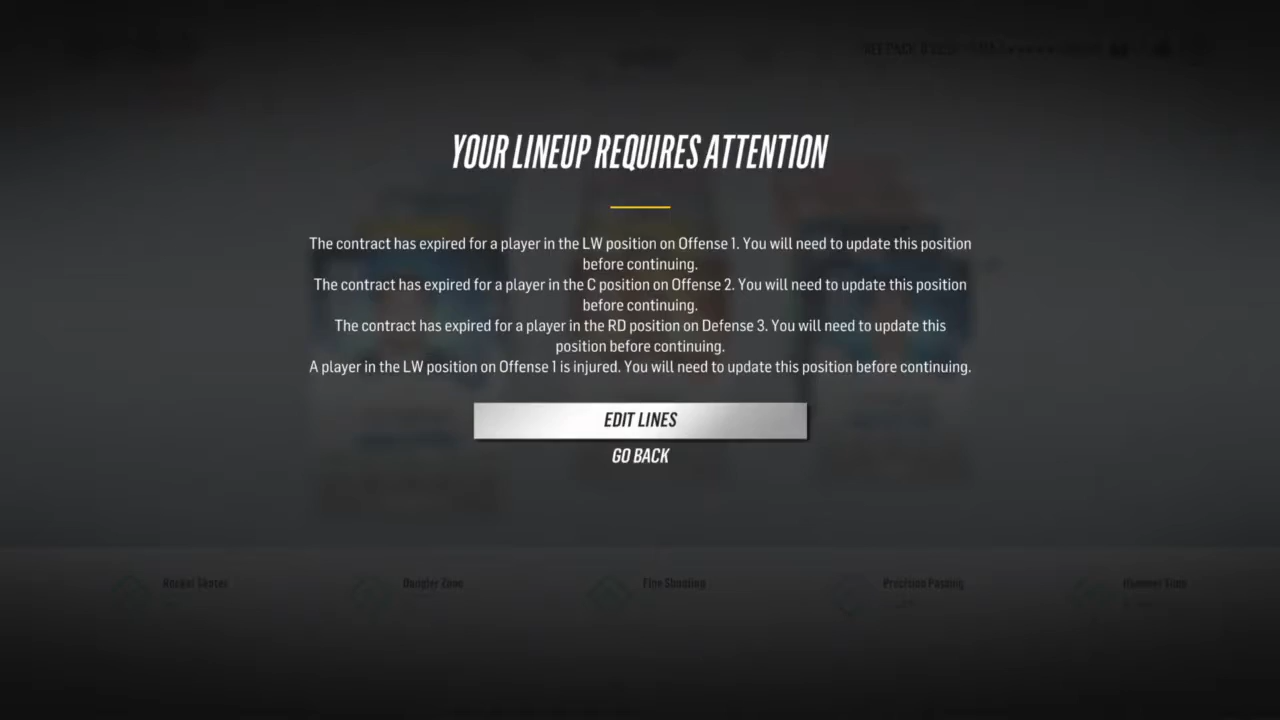 YOUR LINEUP REQUIRES ATTENTION
The contract has expired for a player in the LW position on Offense 1. You will need to update this position
before continuing.
The contract has expired for a player in the C position on Offense 2. You will need to update this position
before continuing.
The contract has expired for a player in the RD position on Defense 3. You will need to update this
position before continuing.
A player in the LW position on Offense 1 is injured. You will need to update this position before continuing.
EDIT LINES
GO BACK
Rocket Skates
Dangler Zone
Fine Shooting
Precision Passing